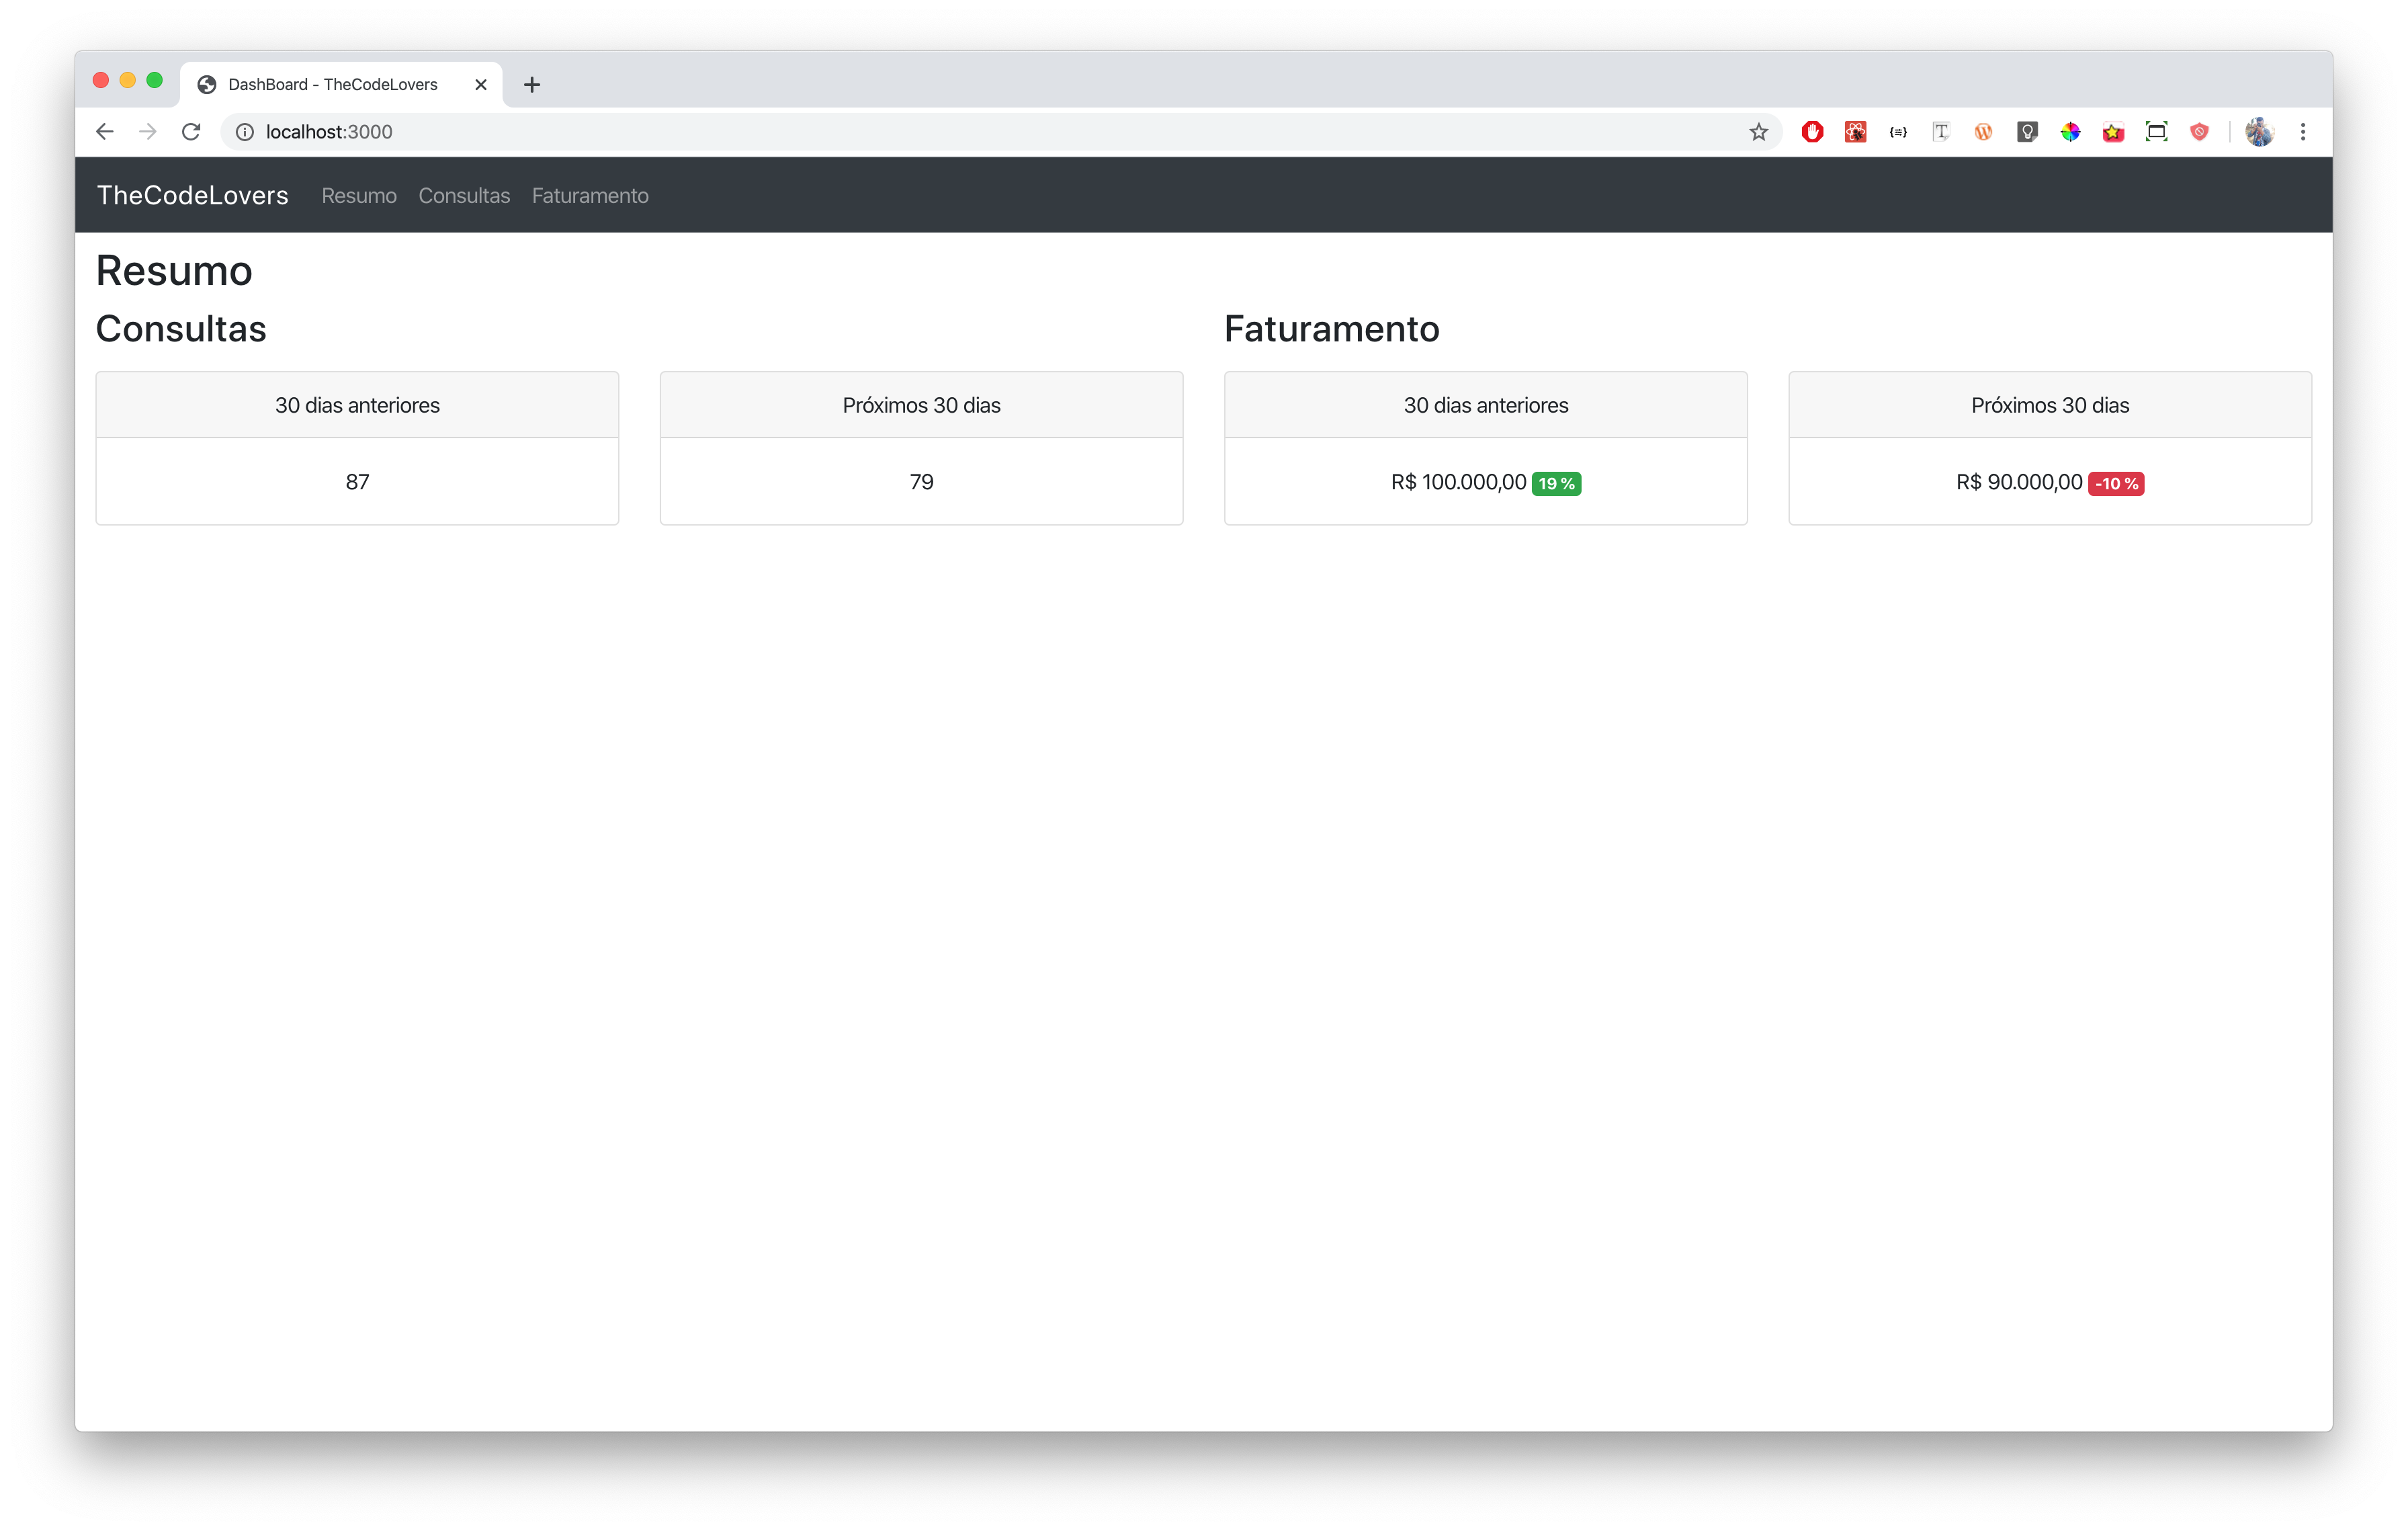 DashBoard - TheCodeLovers
localhost:3000
TheCodeLovers Resumo Consultas Faturamento
Resumo
Consultas
30 dias anteriores
87
Próximos 30 dias
79
Faturamento
30 dias anteriores
R$ 100.000,00 19 %
Próximos 30 dias
R$ 90.000,00 -10 %